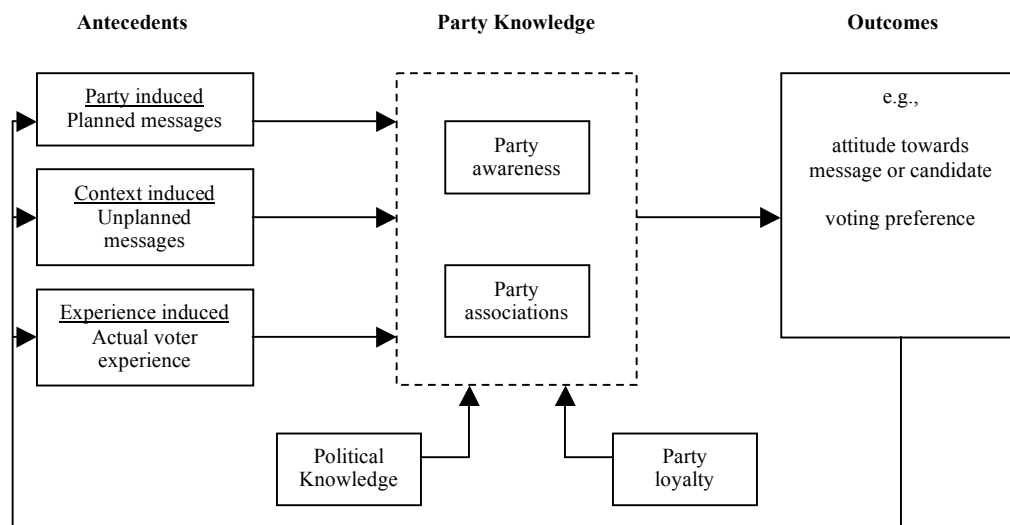 Antecedents
Party Knowledge
Outcomes
Party induced
Planned messages
Context induced
Unplanned
messages
Experience induced
Actual voter
experience
Party
awareness
Party
associations
e.g.,
attitude towards
message or candidate
voting preference
Political
Knowledge
Party
loyalty